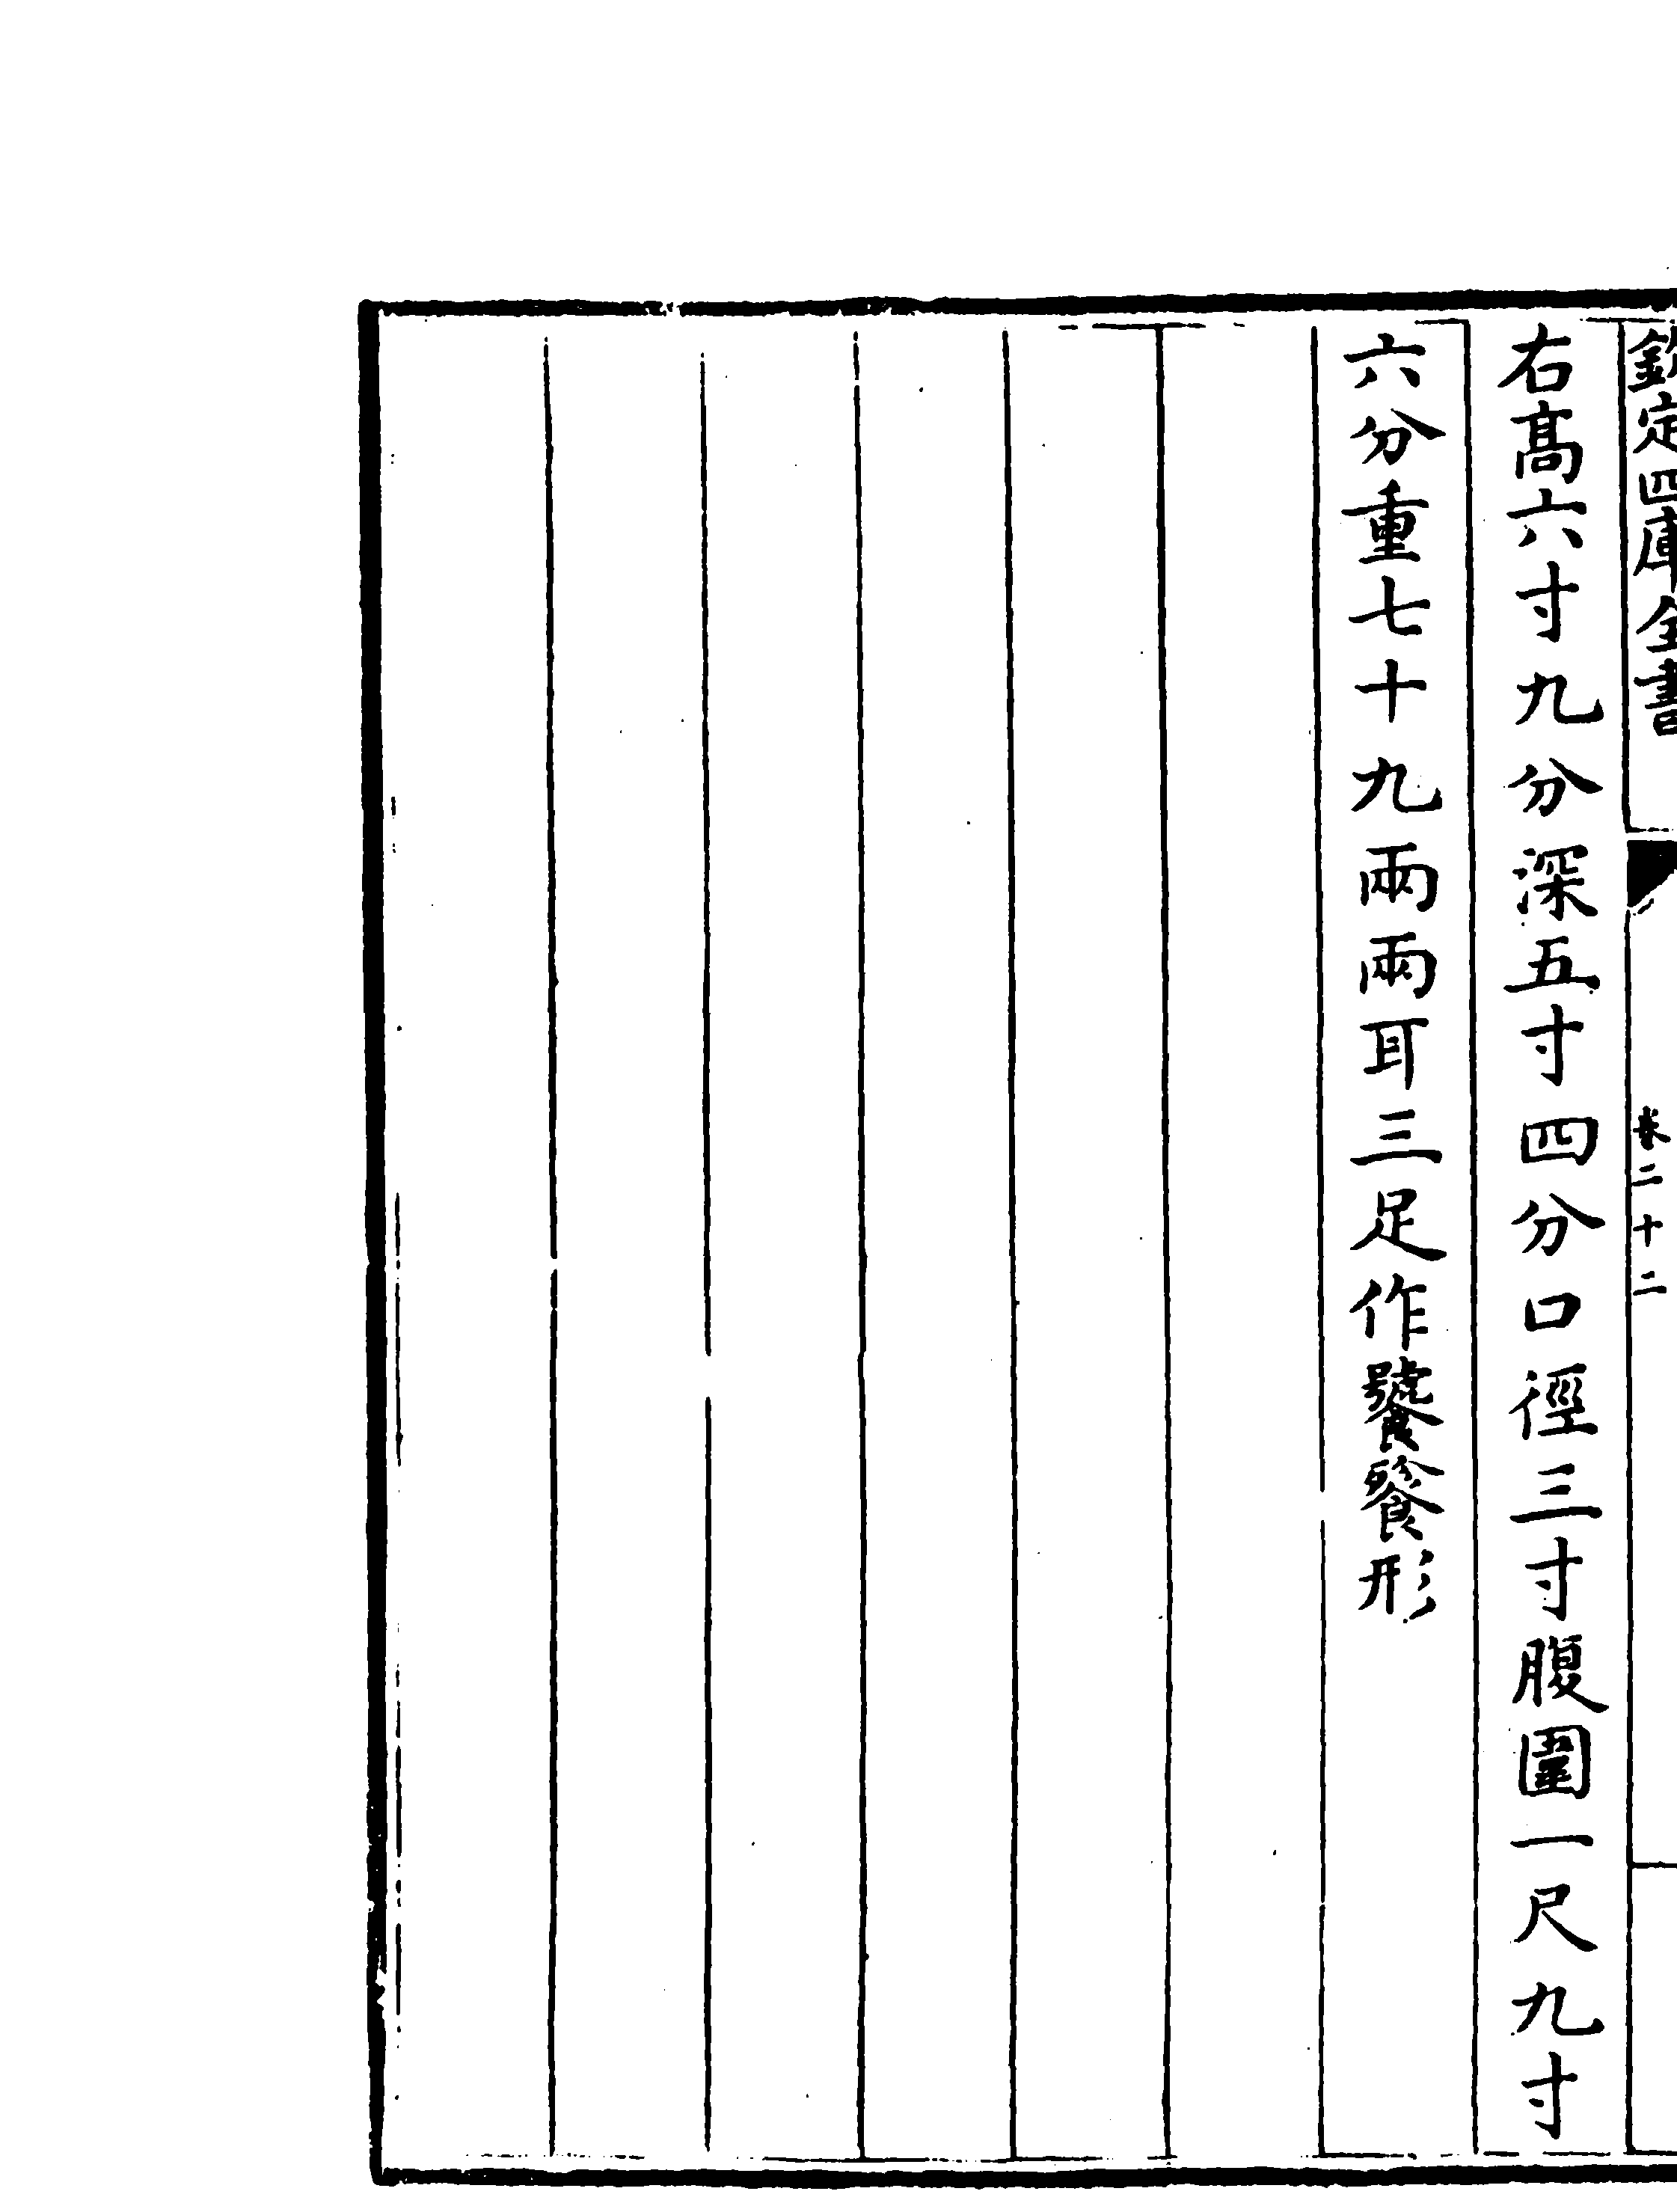 欽定四庫全書 卷二十二
右高六寸九分深五寸四分口徑三寸腹圍一尺九寸
六分重七十九兩兩耳三足作饕餮形